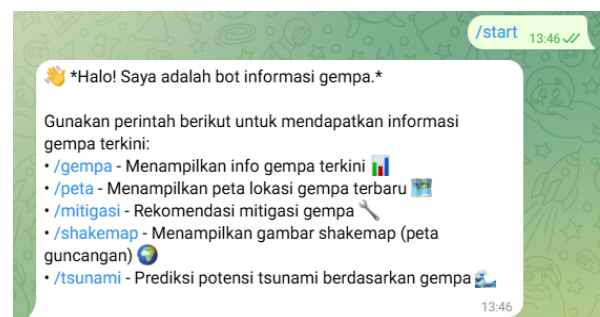 /start 13:46
👋 *Halo! Saya adalah bot informasi gempa.*
Gunakan perintah berikut untuk mendapatkan informasi
gempa terkini:
• /gempa - Menampilkan info gempa terkini 📊
• /peta - Menampilkan peta lokasi gempa terbaru 🗺️
• /mitigasi - Rekomendasi mitigasi gempa 🔧
• /shakemap - Menampilkan gambar shakemap (peta
guncangan) 🌍
• /tsunami - Prediksi potensi tsunami berdasarkan gempa 🌊
13:46